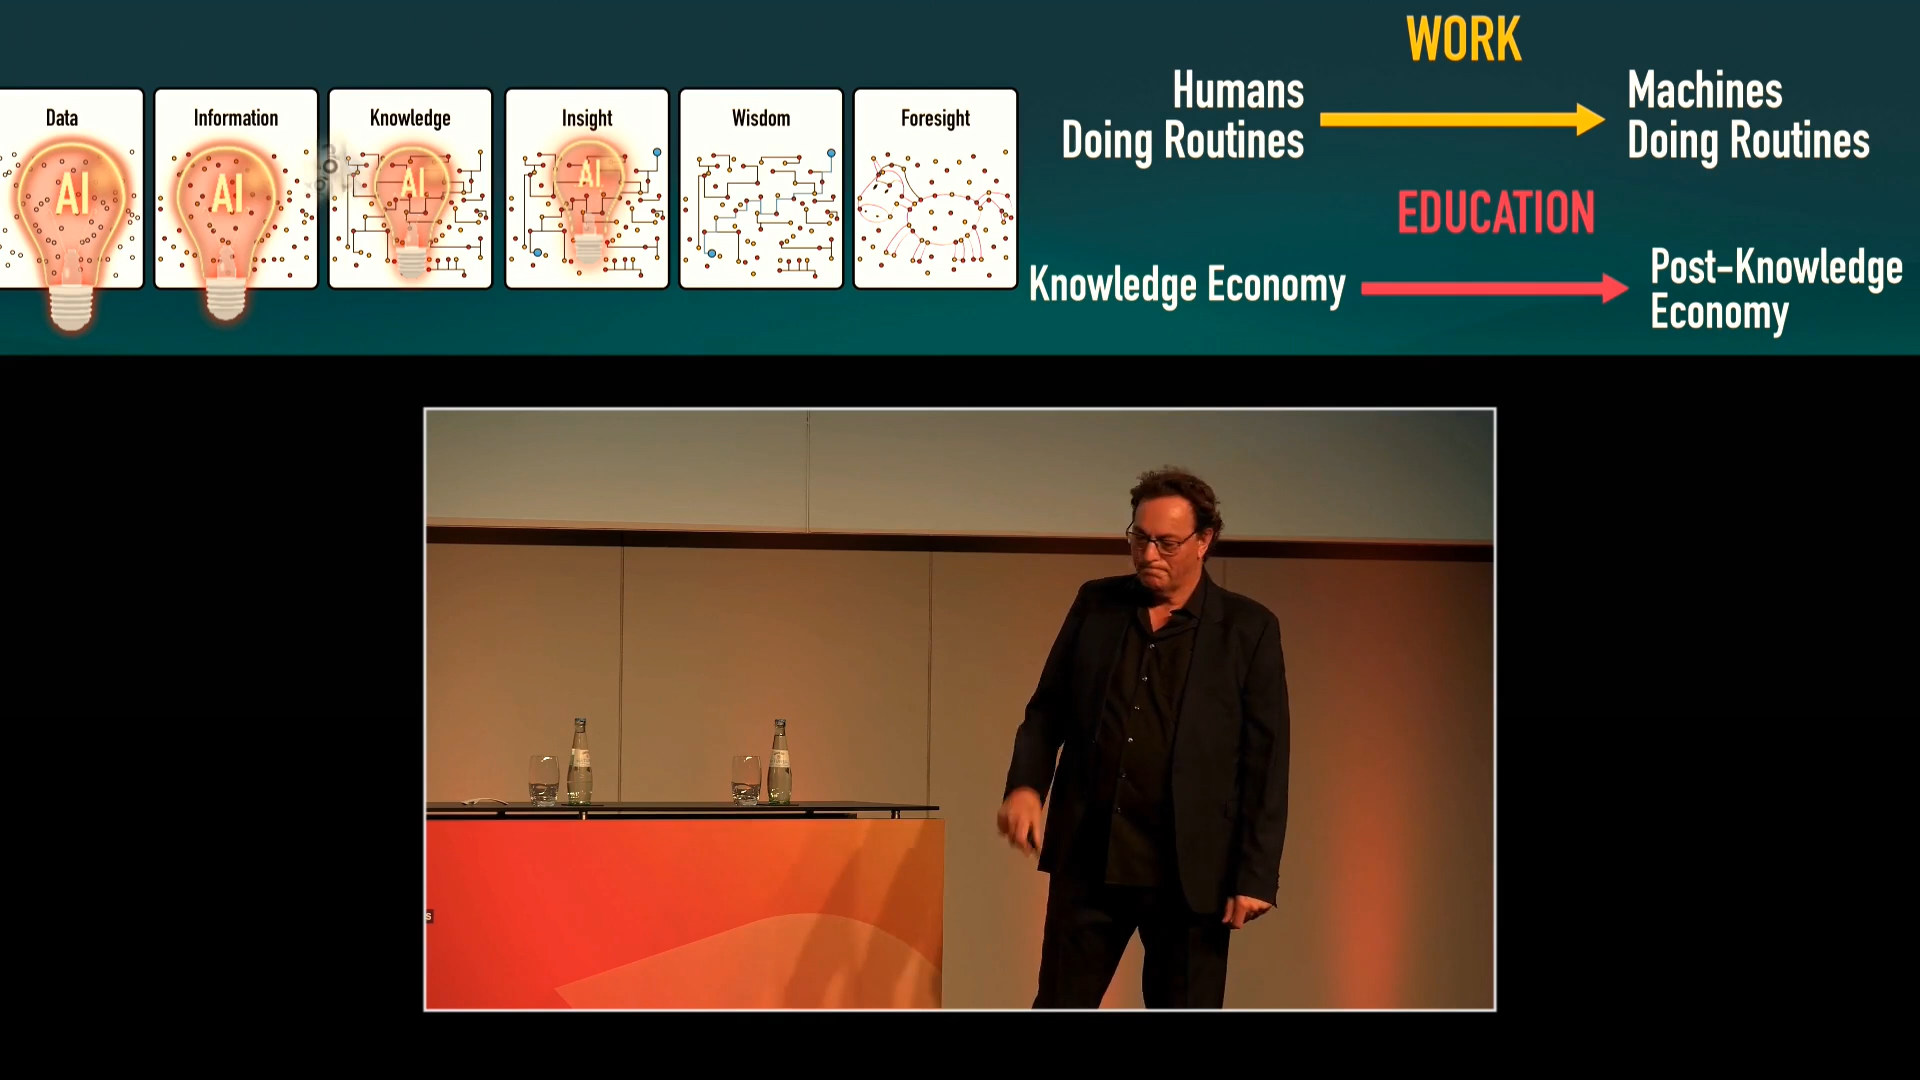 Data
AI
Information
AI
Knowledge
AI
Insight
AI
Wisdom
Foresight
WORK
Humans
Doing Routines
Machines
Doing Routines
EDUCATION
Knowledge Economy
Post-Knowledge
Economy
s